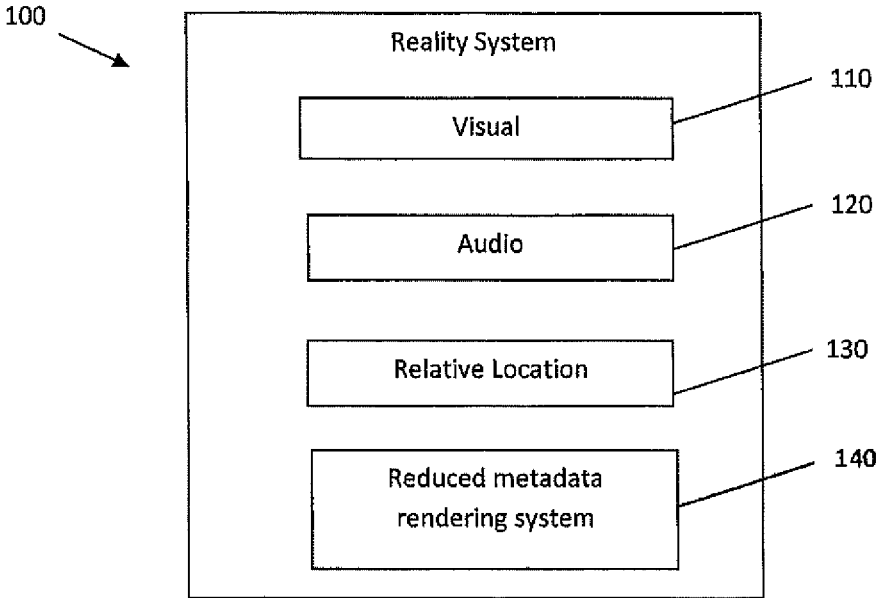 100
Reality System
110
Visual
120
Audio
130
Relative Location
140
Reduced metadata
rendering system